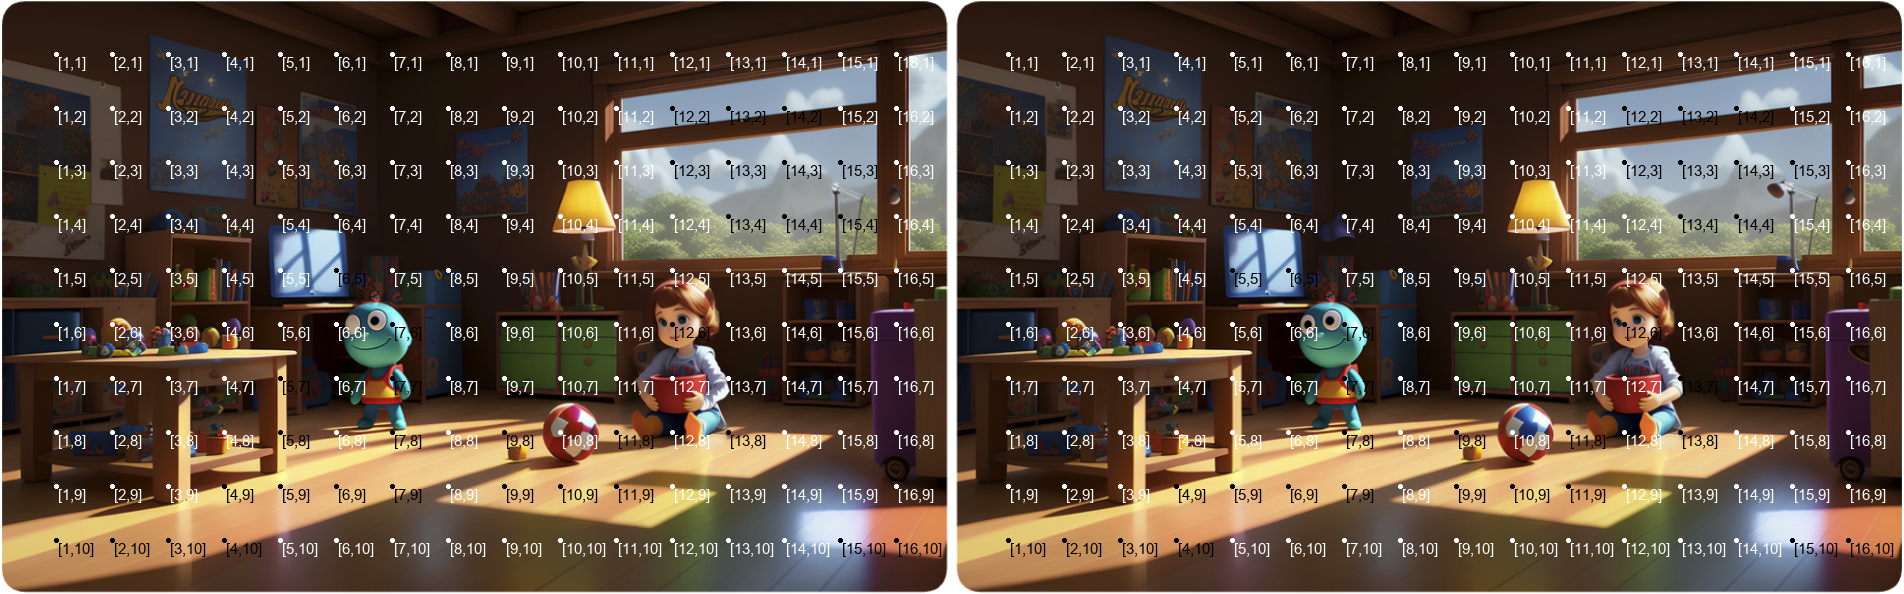 [1,1] [2,1] [3,1] [4,1] [5,1] [6,1] [7,1] [8,1] [9,1] [10,1] [11,1] [12,1] [13,1] [14,1] [15,1] [16,1] [1,1] [2,1] [3,1] [4,1] [5,1] [6,1] [7,1] [8,1] [9,1] [10,1] [11,1] [12,1] [13,1] [14,1] [15,1] [16,1]
[1,2] [2,2] [3,2] [4,2] [5,2] [6,2] [7,2] [8,2] [9,2] [10,2] [11,2] [12,2] [13,2] [14,2] [15,2] [16,2] [1,2] [2,2] [3,2] [4,2] [5,2] [6,2] [7,2] [8,2] [9,2] [10,2] [11,2] [12,2] [13,2] [14,2] [15,2] [16,2]
[1,3] [2,3] [3,3] [4,3] [5,3] [6,3] [7,3] [8,3] [9,3] [10,3] [11,3] [12,3] [13,3] [14,3] [15,3] [16,3] [1,3] [2,3] [3,3] [4,3] [5,3] [6,3] [7,3] [8,3] [9,3] [10,3] [11,3] [12,3] [13,3] [14,3] [15,3] [16,3]
[1,4] [2,4] [3,4] [4,4] [5,4] [6,4] [7,4] [8,4] [9,4] [10,4] [11,4] [12,4] [13,4] [14,4] [15,4] [16,4] [1,4] [2,4] [3,4] [4,4] [5,4] [6,4] [7,4] [8,4] [9,4] [10,4] [11,4] [12,4] [13,4] [14,4] [15,4] [16,4]
[1,5] [2,5] [3,5] [4,5] [5,5] [6,5] [7,5] [8,5] [9,5] [10,5] [11,5] [12,5] [13,5] [14,5] [15,5] [16,5] [1,5] [2,5] [3,5] [4,5] [5,5] [6,5] [7,5] [8,5] [9,5] [10,5] [11,5] [12,5] [13,5] [14,5] [15,5] [16,5]
[1,6] [2,6] [3,6] [4,6] [5,6] [6,6] [7,6] [8,6] [9,6] [10,6] [11,6] [12,6] [13,6] [14,6] [15,6] [16,6] [1,6] [2,6] [3,6] [4,6] [5,6] [6,6] [7,6] [8,6] [9,6] [10,6] [11,6] [12,6] [13,6] [14,6] [15,6] [16,6]
[1,7] [2,7] [3,7] [4,7] [5,7] [6,7] [7,7] [8,7] [9,7] [10,7] [11,7] [12,7] [13,7] [14,7] [15,7] [16,7] [1,7] [2,7] [3,7] [4,7] [5,7] [6,7] [7,7] [8,7] [9,7] [10,7] [11,7] [12,7] [13,7] [14,7] [15,7] [16,7]
[1,8] [2,8] [3,8] [4,8] [5,8] [6,8] [7,8] [8,8] [9,8] [10,8] [11,8] [12,8] [13,8] [14,8] [15,8] [16,8] [1,8] [2,8] [3,8] [4,8] [5,8] [6,8] [7,8] [8,8] [9,8] [10,8] [11,8] [12,8] [13,8] [14,8] [15,8] [16,8]
[1,9] [2,9] [3,9] [4,9] [5,9] [6,9] [7,9] [8,9] [9,9] [10,9] [11,9] [12,9] [13,9] [14,9] [15,9] [16,9] [1,9] [2,9] [3,9] [4,9] [5,9] [6,9] [7,9] [8,9] [9,9] [10,9] [11,9] [12,9] [13,9] [14,9] [15,9] [16,9]
[1,10] [2,10] [3,10] [4,10] [5,10] [6,10] [7,10] [8,10] [9,10] [10,10] [11,10] [12,10] [13,10] [14,10] [15,10] [16,10] [1,10] [2,10] [3,10] [4,10] [5,10] [6,10] [7,10] [8,10] [9,10] [10,10] [11,10] [12,10] [13,10] [14,10] [15,10] [16,10]